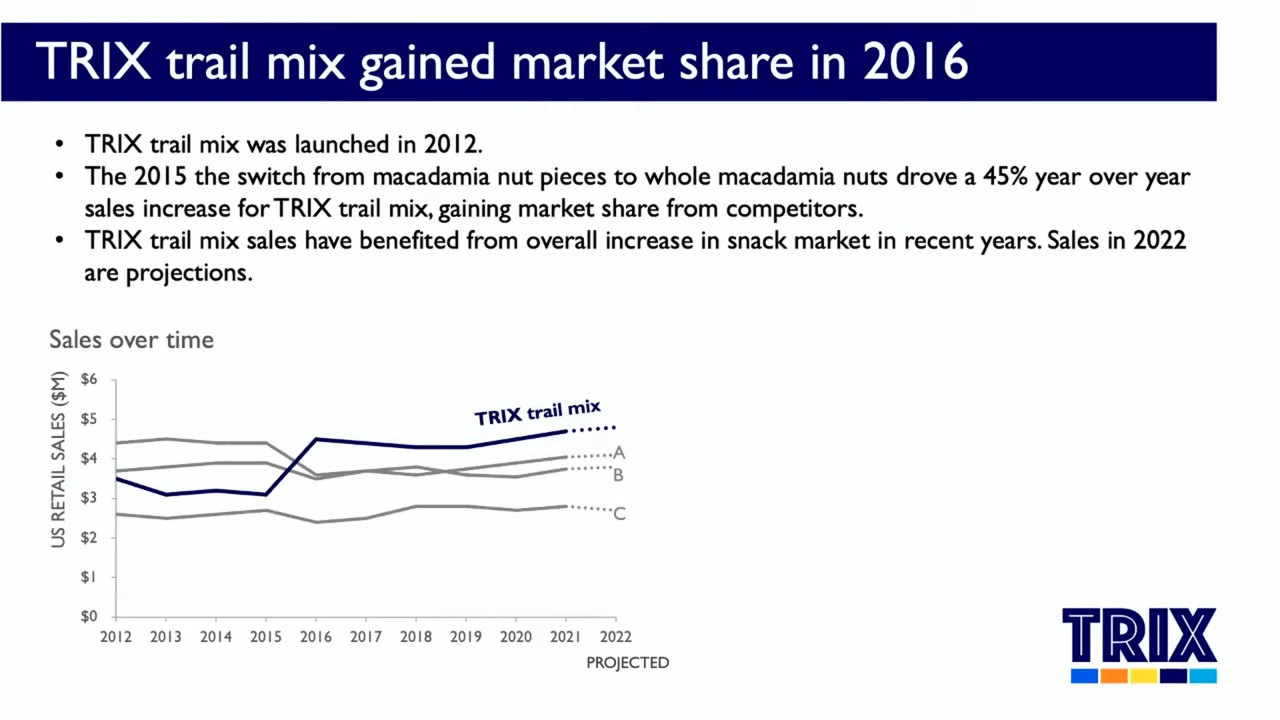 TRIX trail mix gained market share in 2016
• TRIX trail mix was launched in 2012.
• The 2015 the switch from macadamia nut pieces to whole macadamia nuts drove a 45% year over year
sales increase for TRIX trail mix, gaining market share from competitors.
• TRIX trail mix sales have benefited from overall increase in snack market in recent years. Sales in 2022
are projections.
Sales over time
US RETAIL SALES ($M)
$6
$5
$4
$3
$2
$1
$0
TRIX trail mix
A
B
C
2012 2013 2014 2015 2016 2017 2018 2019 2020 2021 2022
PROJECTED
TRIX